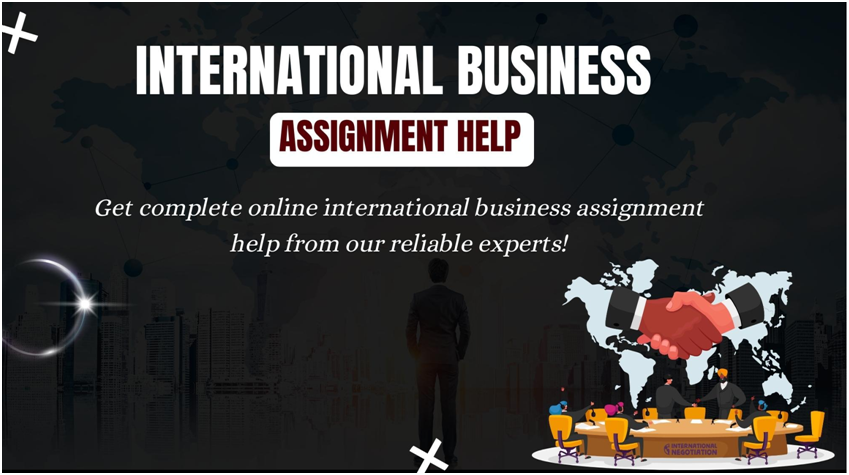 INTERNATIONAL BUSINESS
ASSIGNMENT HELP
Get complete online international business assignment
help from our reliable experts!
INTERNATIONAL
NEGOTIATION